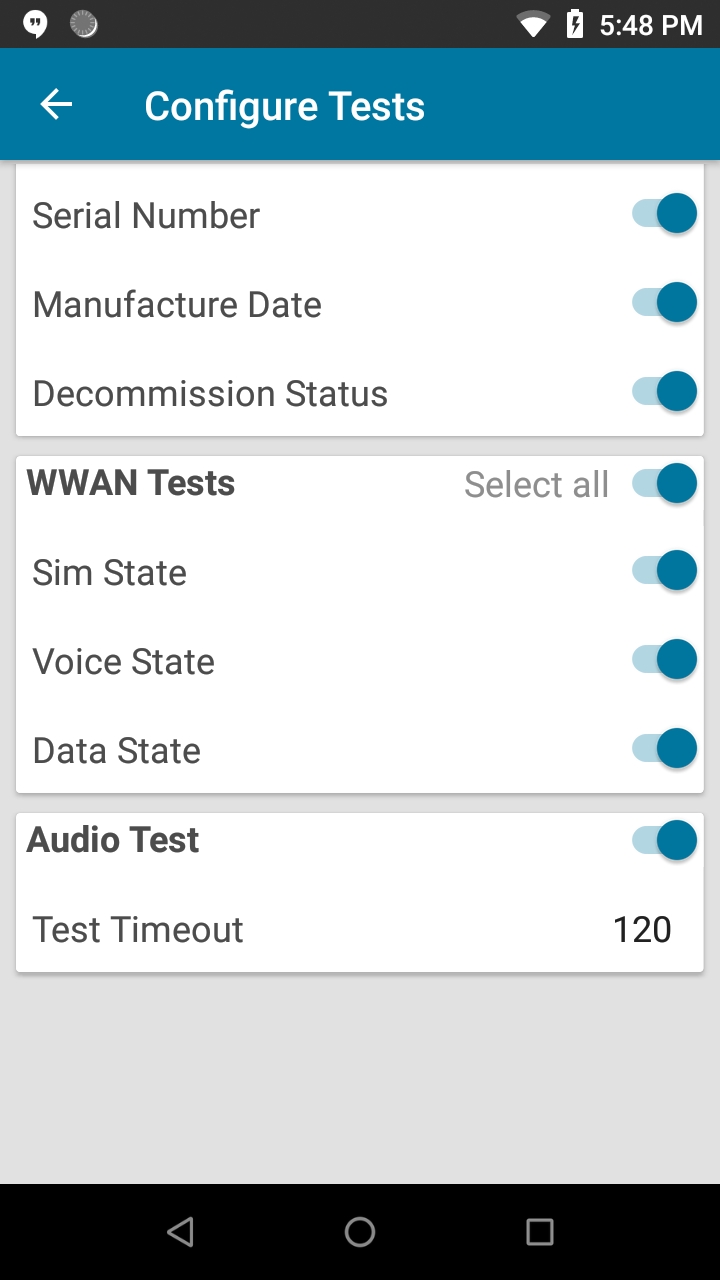 5:48 PM
Configure Tests
Serial Number
Manufacture Date
Decommission Status
WWAN Tests Select all
Sim State
Voice State
Data State
Audio Test
Test Timeout 120